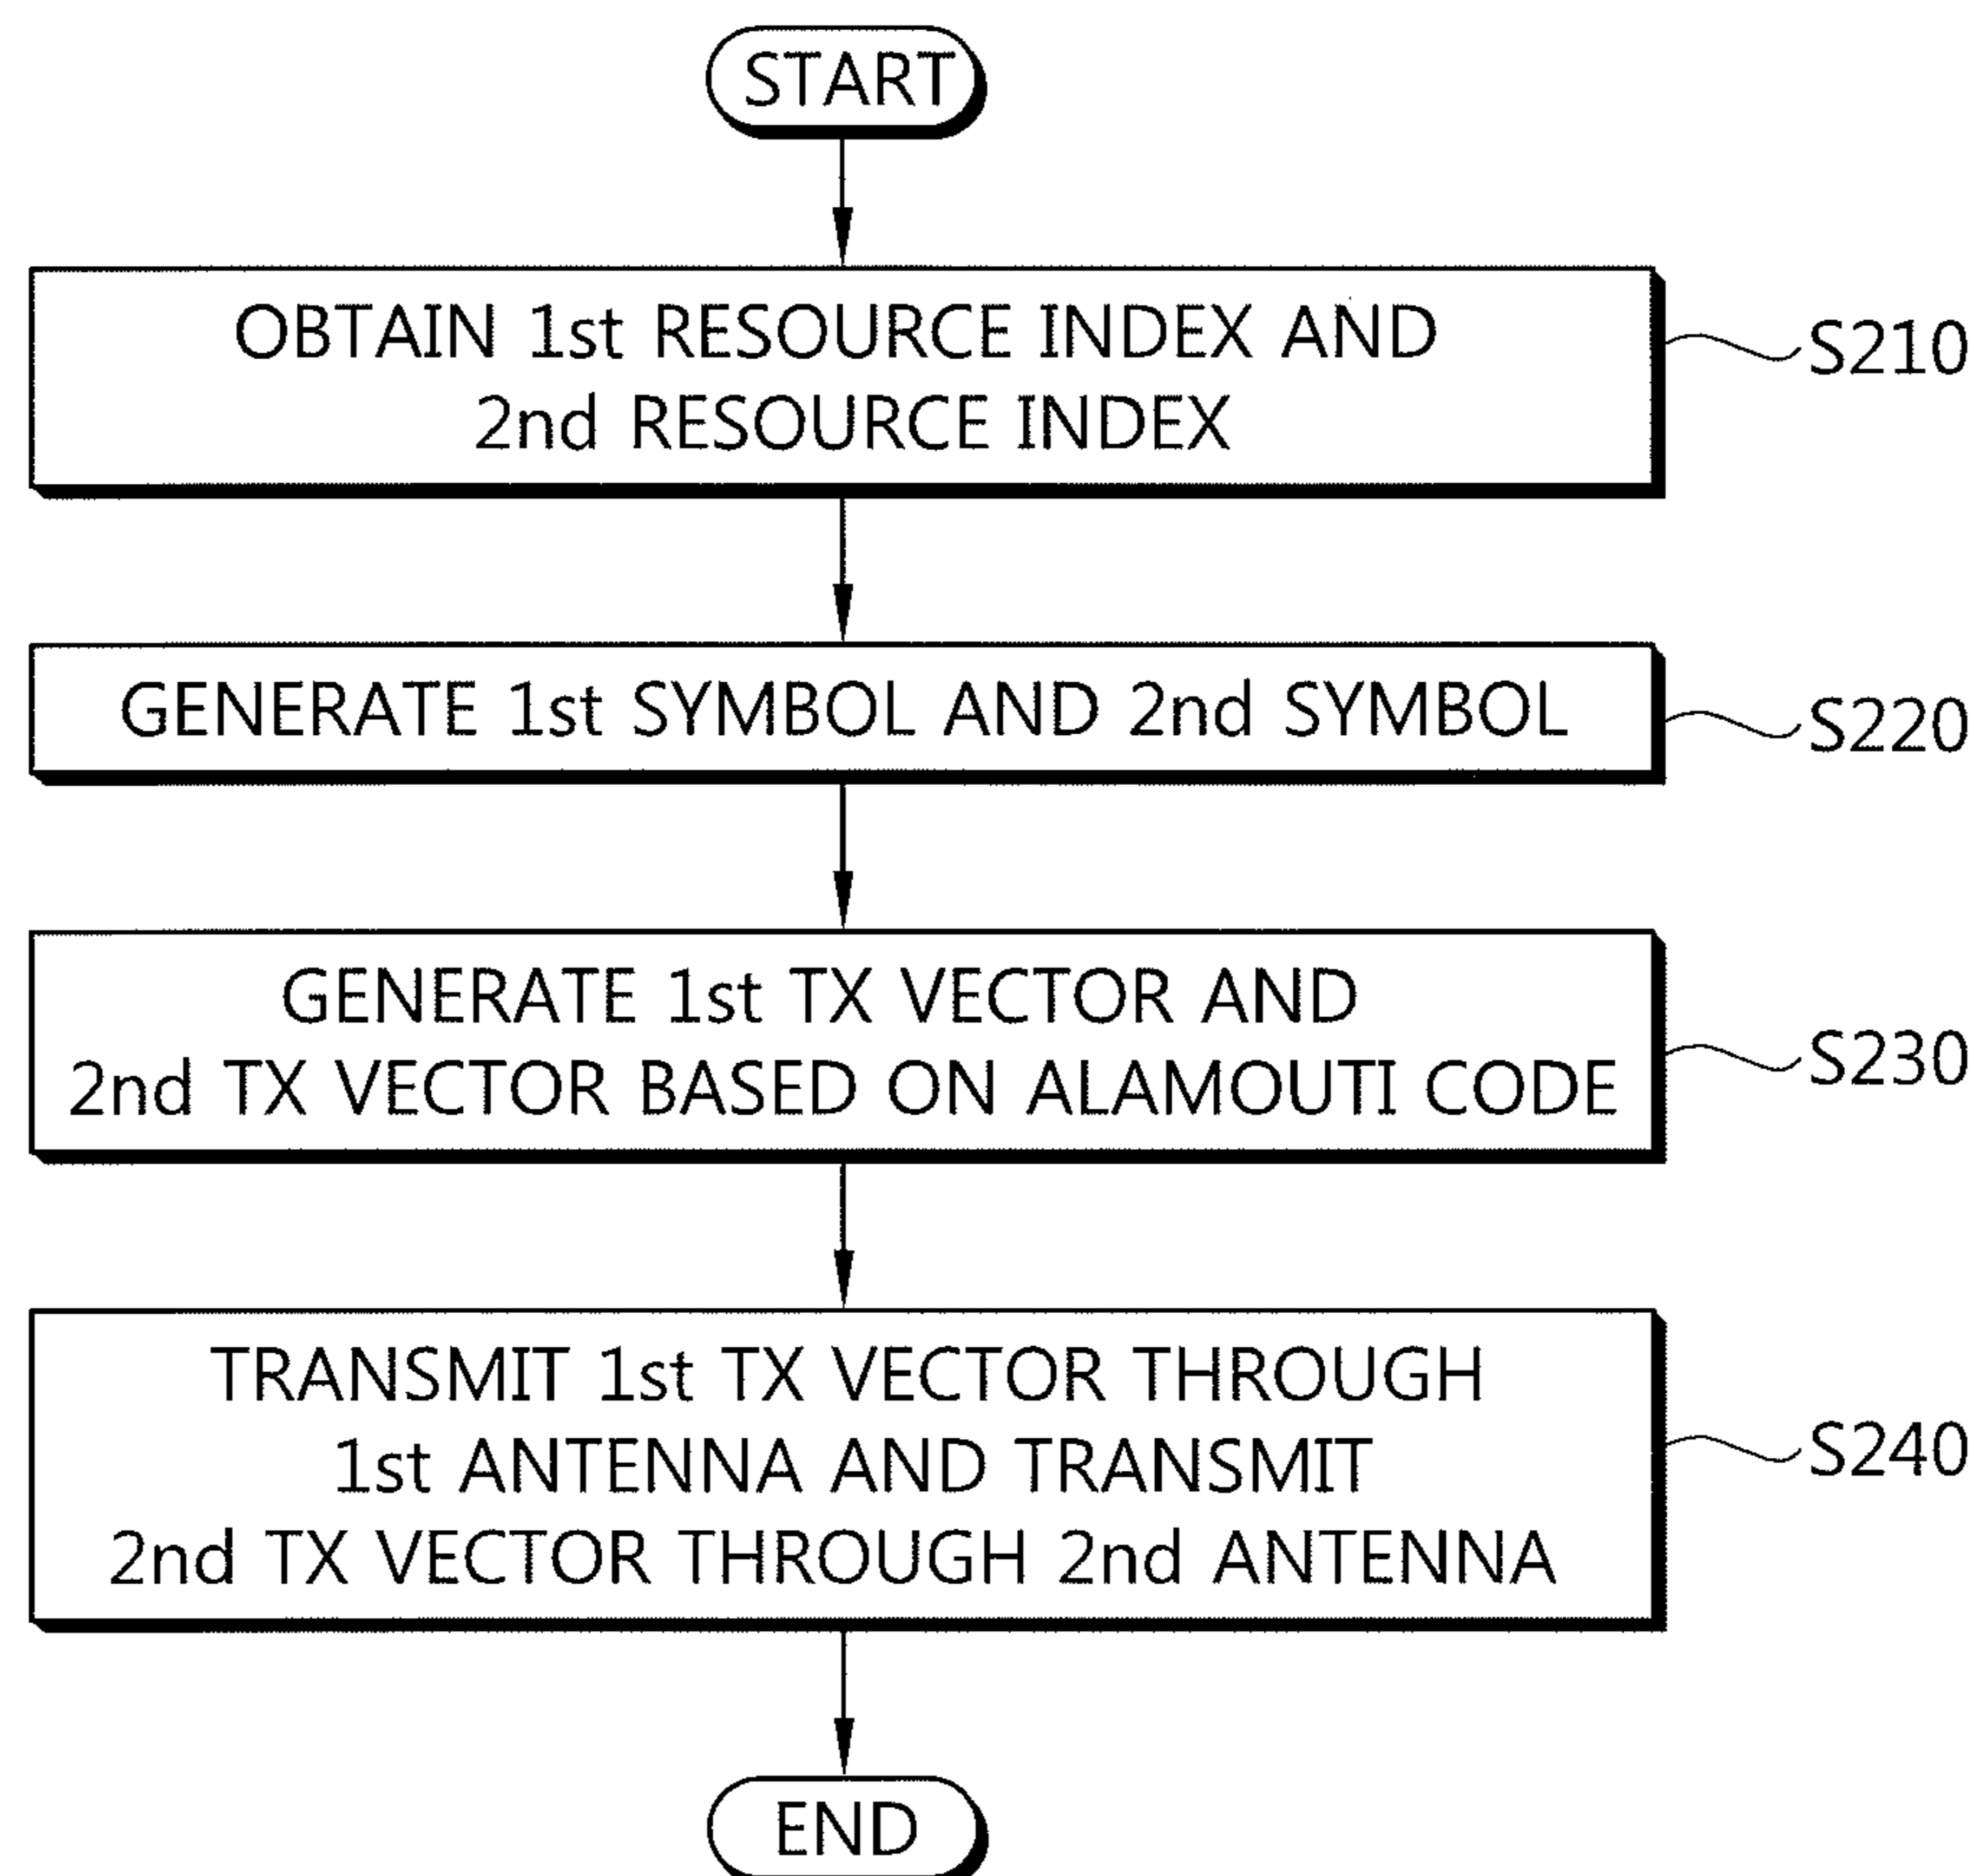 START
OBTAIN 1st RESOURCE INDEX AND
2nd RESOURCE INDEX
S210
GENERATE 1st SYMBOL AND 2nd SYMBOL
S220
GENERATE 1st TX VECTOR AND
2nd TX VECTOR BASED ON ALAMOUTI CODE
S230
TRANSMIT 1st TX VECTOR THROUGH
1st ANTENNA AND TRANSMIT
2nd TX VECTOR THROUGH 2nd ANTENNA
S240
END